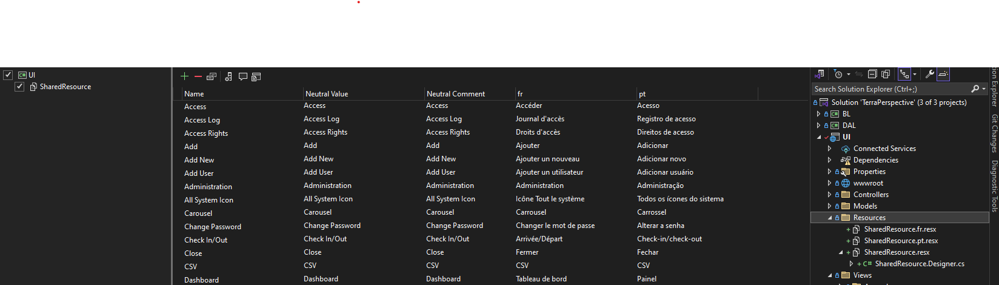 UI
SharedResource
Name Neutral Value Neutral Comment fr pt
Access Access Access Accéder Acesso
Access Log Access Log Access Log Journal d'accès Registro de acesso
Access Rights Access Rights Access Rights Droits d'accès Direitos de acesso
Add Add Add Ajouter Adicionar
Add New Add New Add New Ajouter un nouveau Adicionar novo
Add User Add User Add User Ajouter un utilisateur Adicionar usuário
Administration Administration Administration Administration Administração
All System Icon All System Icon All System Icon Icône Tout le système Todos os ícones do sistema
Carousel Carousel Carousel Carrousel Carrossel
Change Password Change Password Change Password Changer le mot de passe Alterar a senha
Check In/Out Check In/Out Check In/Out Arrivée/Départ Check-in/check-out
Close Close Close Fermer Fechar
CSV CSV CSV CSV CSV
Dashboard Dashboard Dashboard Tableau de bord Painel
Search Solution Explorer (Ctrl+;)
Solution 'TerraPerspective' (3 of 3 projects)
C# BL
C# DAL
UI
Connected Services
Dependencies
Properties
wwwroot
Controllers
Models
Resources
SharedResource.fr.resx
SharedResource.pt.resx
SharedResource.resx
C# SharedResource.Designer.cs
Views
ion Explorer
Git Changes
Diagnostic Tools